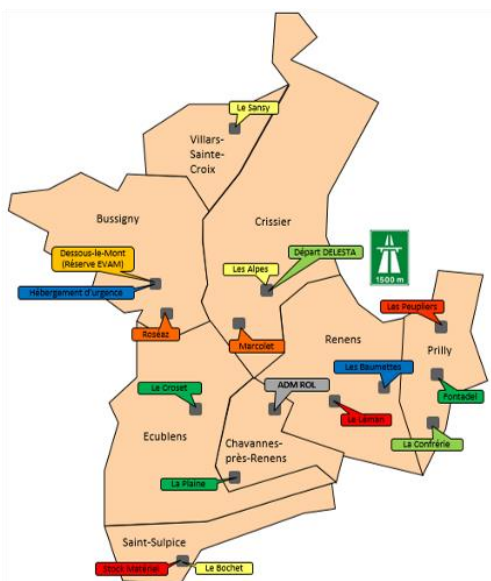 Le Sansy
Villars-
Sainte-
Croix
Bussigny
Crissier
Dessous-le-Mont
(Réserve EVAM)
Départ DELESTA
1500 m
Les Alpes
Hébergement d'urgence
Les Peupliers
Roséaz
Marcolet
Renens
Prilly
Les Baumettes
Le Croset
ADM ROL
Fontadel
Le Léman
Ecublens
Chavannes-
près-Renens
La Confrérie
La Plaine
Saint-Sulpice
Stock Matériel
Le Bochet